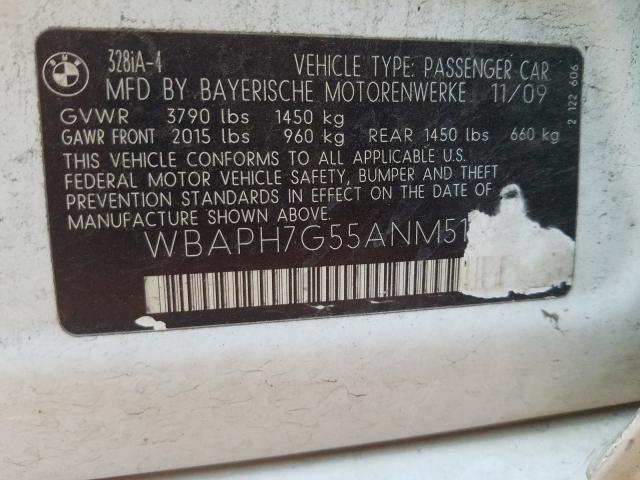 BMW
328iA-4 VEHICLE TYPE: PASSENGER CAR
MFD BY BAYERISCHE MOTORENWERKE 11/09
GVWR 3790 lbs 1450 kg
GAWR FRONT 2015 lbs 960 kg REAR 1450 lbs 660 kg
THIS VEHICLE CONFORMS TO ALL APPLICABLE U.S.
FEDERAL MOTOR VEHICLE SAFETY, BUMPER AND THEFT
PREVENTION STANDARDS IN EFFECT ON THE DATE OF
MANUFACTURE SHOWN ABOVE
WBAPH7G55ANM51
2 122 606